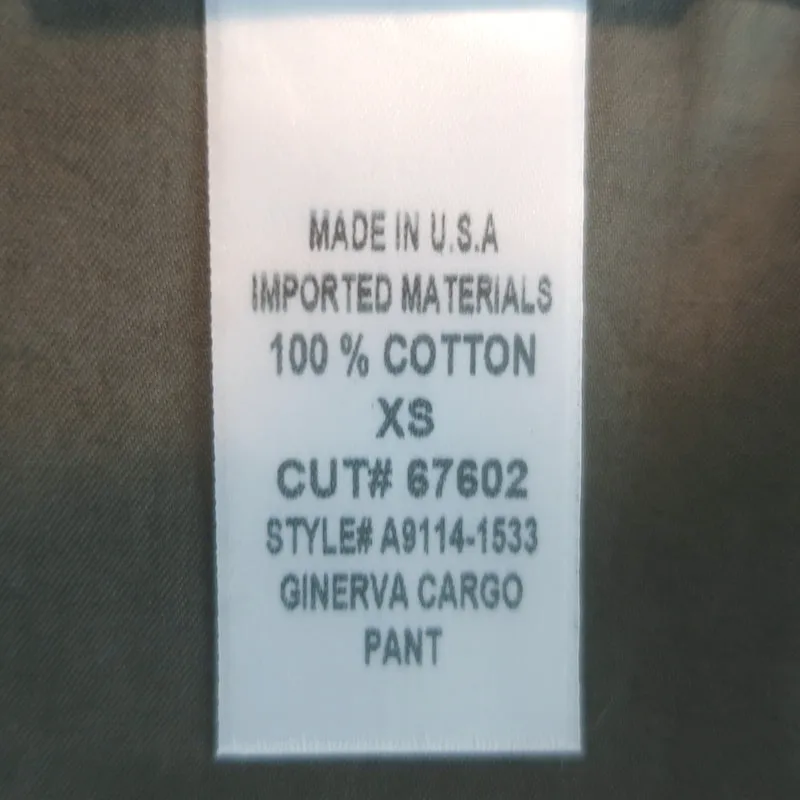 MADE IN U.S.A
IMPORTED MATERIALS
100 % COTTON
XS
CUT# 67602
STYLE# A9114-1533
GINERVA CARGO
PANT